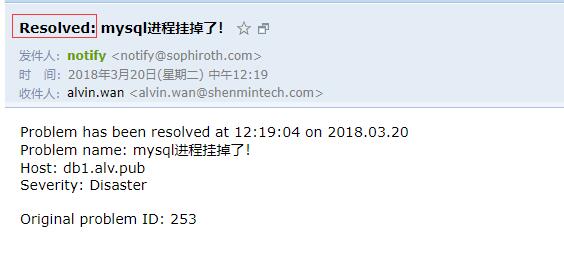 Resolved: mysql进程挂掉了!
发件人: notify <notify@sophiroth.com>
时 间: 2018年3月20日(星期二) 中午12:19
收件人: alvin.wan <alvin.wan@shenmintech.com>
Problem has been resolved at 12:19:04 on 2018.03.20
Problem name: mysql进程挂掉了!
Host: db1.alv.pub
Severity: Disaster
Original problem ID: 253